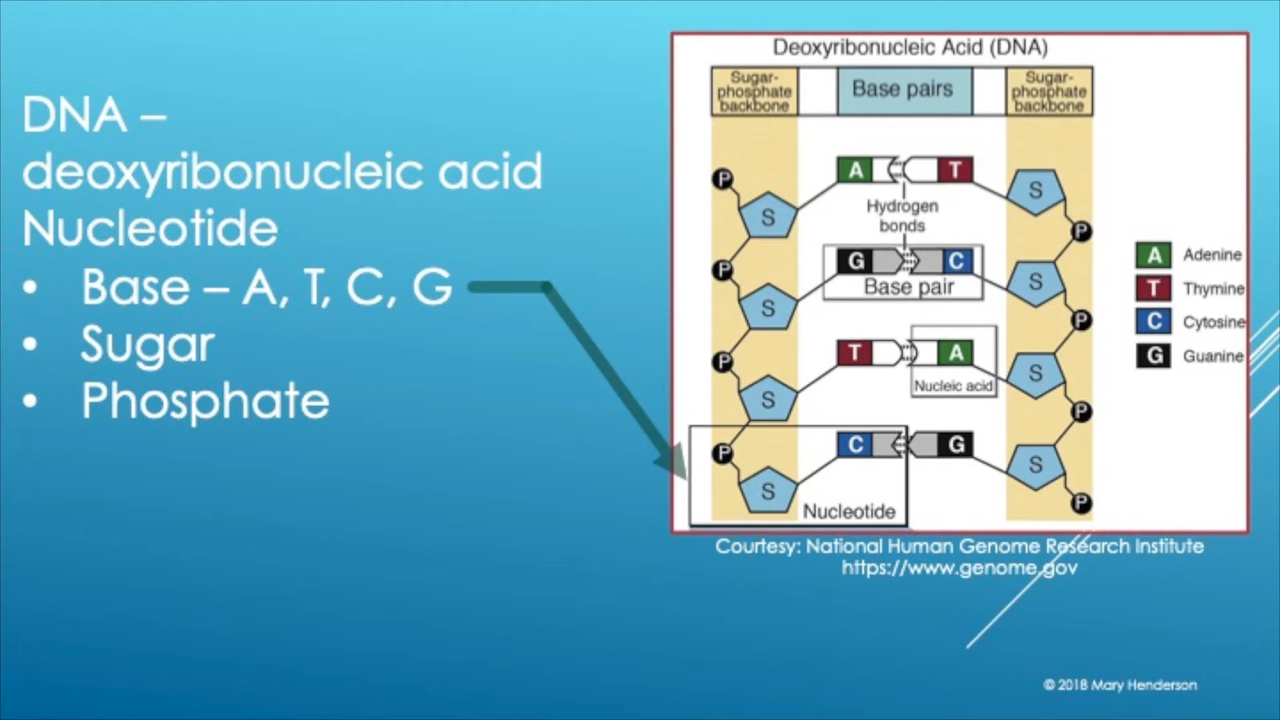 DNA –
deoxyribonucleic acid
Nucleotide
• Base – A, T, C, G
• Sugar
• Phosphate
Deoxyribonucleic Acid (DNA)
Sugar-
phosphate
backbone
Base pairs
Sugar-
phosphate
backbone
P
S
A
T
S
P
Hydrogen
bonds
P
S
G
C
S
P
Base pair
P
S
T
A
S
P
Nucleic acid
P
S
C
G
S
P
Nucleotide
A Adenine
T Thymine
C Cytosine
G Guanine
Courtesy: National Human Genome Research Institute
https://www.genome.gov
© 2018 Mary Henderson